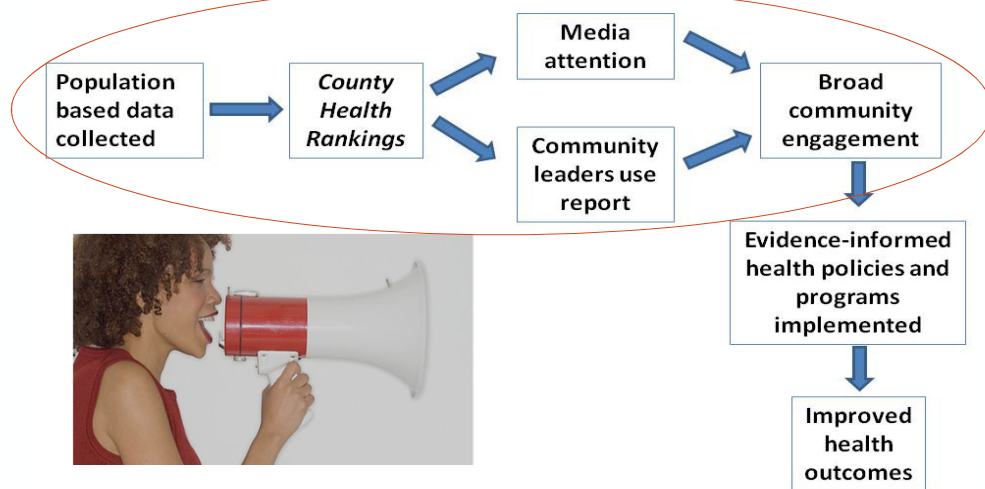 Population
based data
collected
County
Health
Rankings
Media
attention
Community
leaders use
report
Broad
community
engagement
Evidence-informed
health policies and
programs
implemented
Improved
health
outcomes